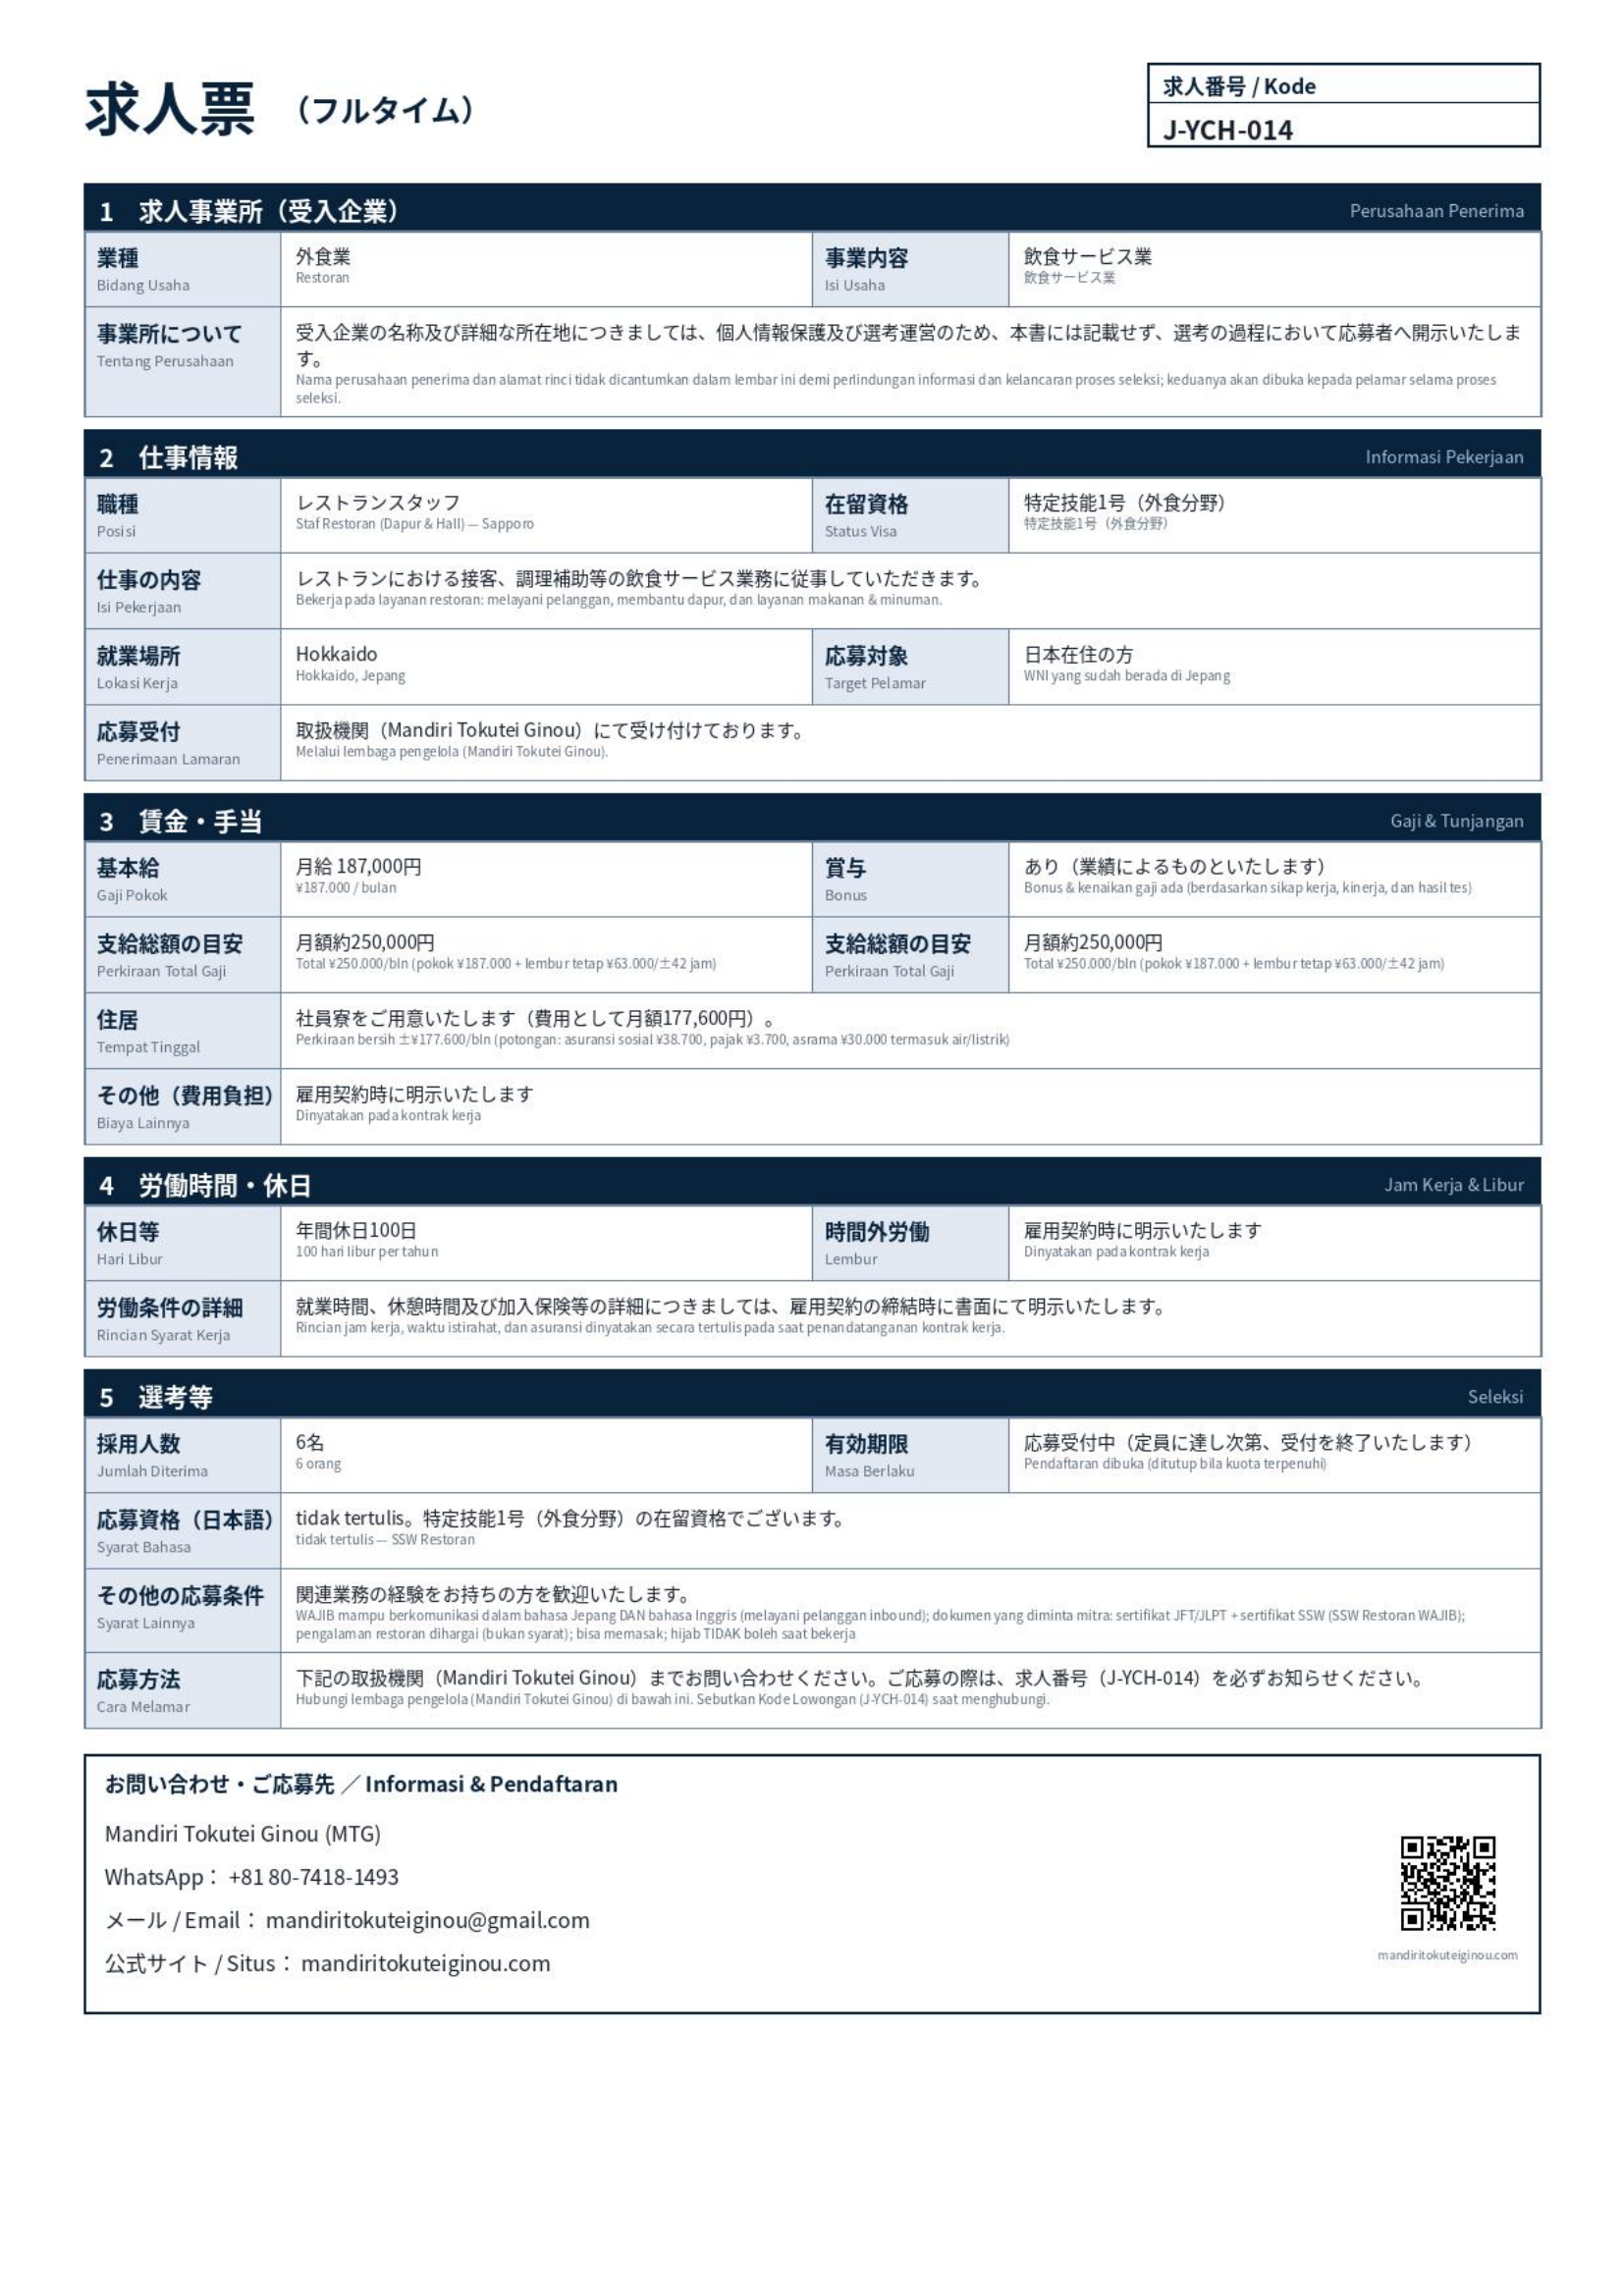 求人票 （フルタイム）
求人番号 / Kode
J-YCH-014
1 求人事業所（受入企業） Perusahaan Penerima
業種 外食業 事業内容 飲食サービス業
Bidang Usaha Restoran Isi Usaha 飲食サービス業
事業所について 受入企業の名称及び詳細な所在地につきましては、個人情報保護及び選考運営のため、本書には記載せず、選考の過程において応募者へ開示いたしま
す。
Tentang Perusahaan Nama perusahaan penerima dan alamat rinci tidak dicantumkan dalam lembar ini demi perlindungan informasi dan kelancaran proses seleksi; keduanya akan dibuka kepada pelamar selama proses
seleksi.
2 仕事情報 Informasi Pekerjaan
職種 レストランスタッフ 在留資格 特定技能1号（外食分野）
Posisi Staf Restoran (Dapur & Hall) — Sapporo Status Visa 特定技能1号（外食分野）
仕事の内容 レストランにおける接客、調理補助等の飲食サービス業務に従事していただきます。
Isi Pekerjaan Bekerja pada layanan restoran: melayani pelanggan, membantu dapur, dan layanan makanan & minuman.
就業場所 Hokkaido 応募対象 日本在住の方
Lokasi Kerja Hokkaido, Jepang Target Pelamar WNI yang sudah berada di Jepang
応募受付 取扱機関（Mandiri Tokutei Ginou）にて受け付けております。
Penerimaan Lamaran Melalui lembaga pengelola (Mandiri Tokutei Ginou).
3 賃金・手当 Gaji & Tunjangan
基本給 月給 187,000円 賞与 あり（業績によるものといたします）
Gaji Pokok ¥187.000 / bulan Bonus Bonus & kenaikan gaji ada (berdasarkan sikap kerja, kinerja, dan hasil tes)
支給総額の目安 月額約250,000円 支給総額の目安 月額約250,000円
Perkiraan Total Gaji Total ¥250.000/bln (pokok ¥187.000 + lembur tetap ¥63.000/±42 jam) Perkiraan Total Gaji Total ¥250.000/bln (pokok ¥187.000 + lembur tetap ¥63.000/±42 jam)
住居 社員寮をご用意いたします（費用として月額177,600円）。
Tempat Tinggal Perkiraan bersih ±¥177.600/bln (potongan: asuransi sosial ¥38.700, pajak ¥3.700, asrama ¥30.000 termasuk air/listrik)
その他（費用負担） 雇用契約時に明示いたします
Biaya Lainnya Dinyatakan pada kontrak kerja
4 労働時間・休日 Jam Kerja & Libur
休日等 年間休日100日 時間外労働 雇用契約時に明示いたします
Hari Libur 100 hari libur per tahun Lembur Dinyatakan pada kontrak kerja
労働条件の詳細 就業時間、休憩時間及び加入保険等の詳細につきましては、雇用契約の締結時に書面にて明示いたします。
Rincian Syarat Kerja Rincian jam kerja, waktu istirahat, dan asuransi dinyatakan secara tertulis pada saat penandatanganan kontrak kerja.
5 選考等 Seleksi
採用人数 6名 有効期限 応募受付中（定員に達し次第、受付を終了いたします）
Jumlah Diterima 6 orang Masa Berlaku Pendaftaran dibuka (ditutup bila kuota terpenuhi)
応募資格（日本語） tidak tertulis。特定技能1号（外食分野）の在留資格でございます。
Syarat Bahasa tidak tertulis — SSW Restoran
その他の応募条件 関連業務の経験をお持ちの方を歓迎いたします。
Syarat Lainnya WAJIB mampu berkomunikasi dalam bahasa Jepang DAN bahasa Inggris (melayani pelanggan inbound); dokumen yang diminta mitra: sertifikat JFT/JLPT + sertifikat SSW (SSW Restoran WAJIB);
pengalaman restoran dihargai (bukan syarat); bisa memasak; hijab TIDAK boleh saat bekerja
応募方法 下記の取扱機関（Mandiri Tokutei Ginou）までお問い合わせください。ご応募の際は、求人番号（J-YCH-014）を必ずお知らせください。
Cara Melamar Hubungi lembaga pengelola (Mandiri Tokutei Ginou) di bawah ini. Sebutkan Kode Lowongan (J-YCH-014) saat menghubungi.
お問い合わせ・ご応募先 ／ Informasi & Pendaftaran
Mandiri Tokutei Ginou (MTG)
WhatsApp： +81 80-7418-1493
メール / Email： mandiritokuteiginou@gmail.com
公式サイト / Situs： mandiritokuteiginou.com
mandiritokuteiginou.com